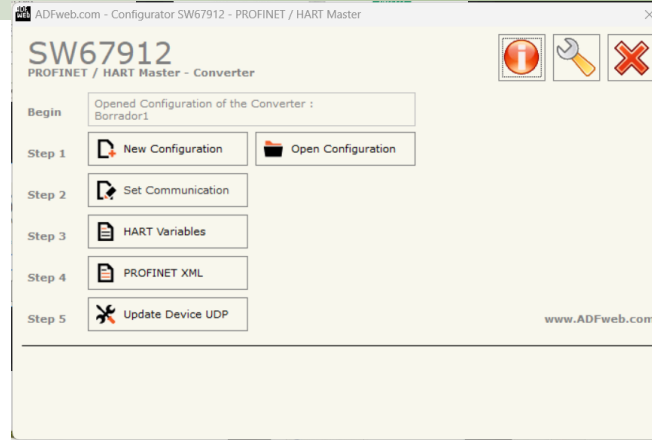 ADF WEB ADFweb.com - Configurator SW67912 - PROFINET / HART Master
SW67912
PROFINET / HART Master - Converter
Begin
Opened Configuration of the Converter :
Borrador1
Step 1 New Configuration Open Configuration
Step 2 Set Communication
Step 3 HART Variables
Step 4 PROFINET XML
Step 5 Update Device UDP www.ADFweb.com